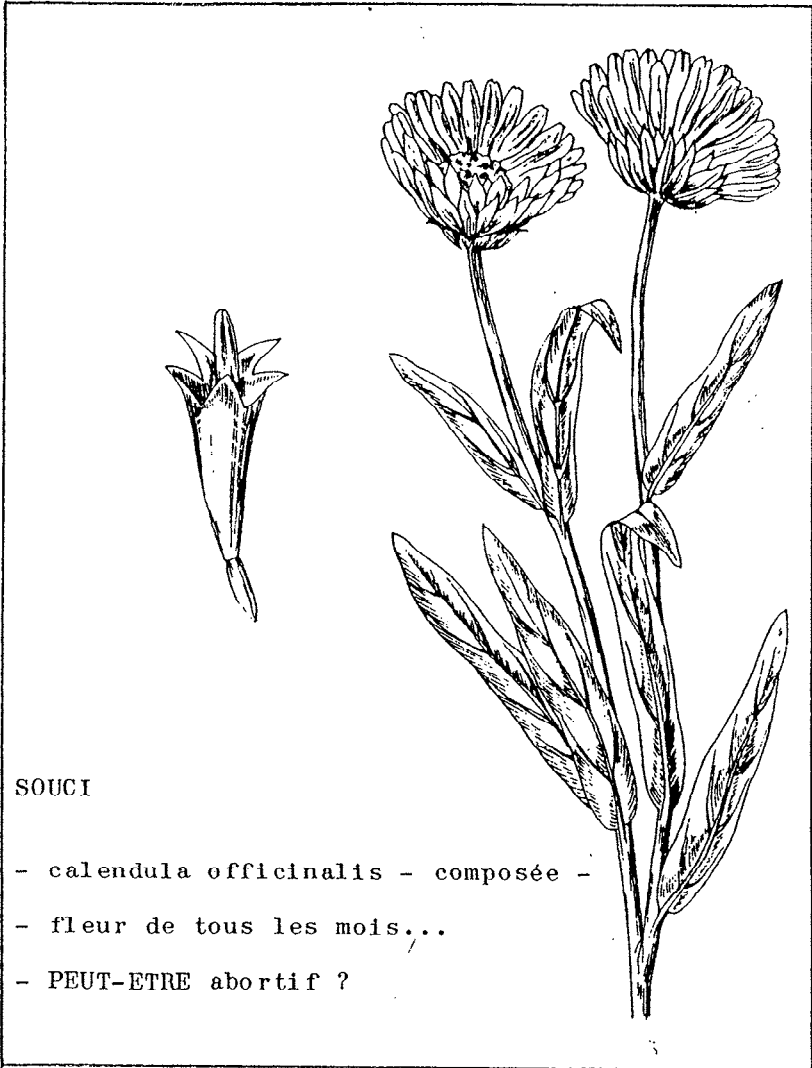 SOUCI
- calendula officinalis - composée -
- fleur de tous les mois...
- PEUT-ETRE abortif ?